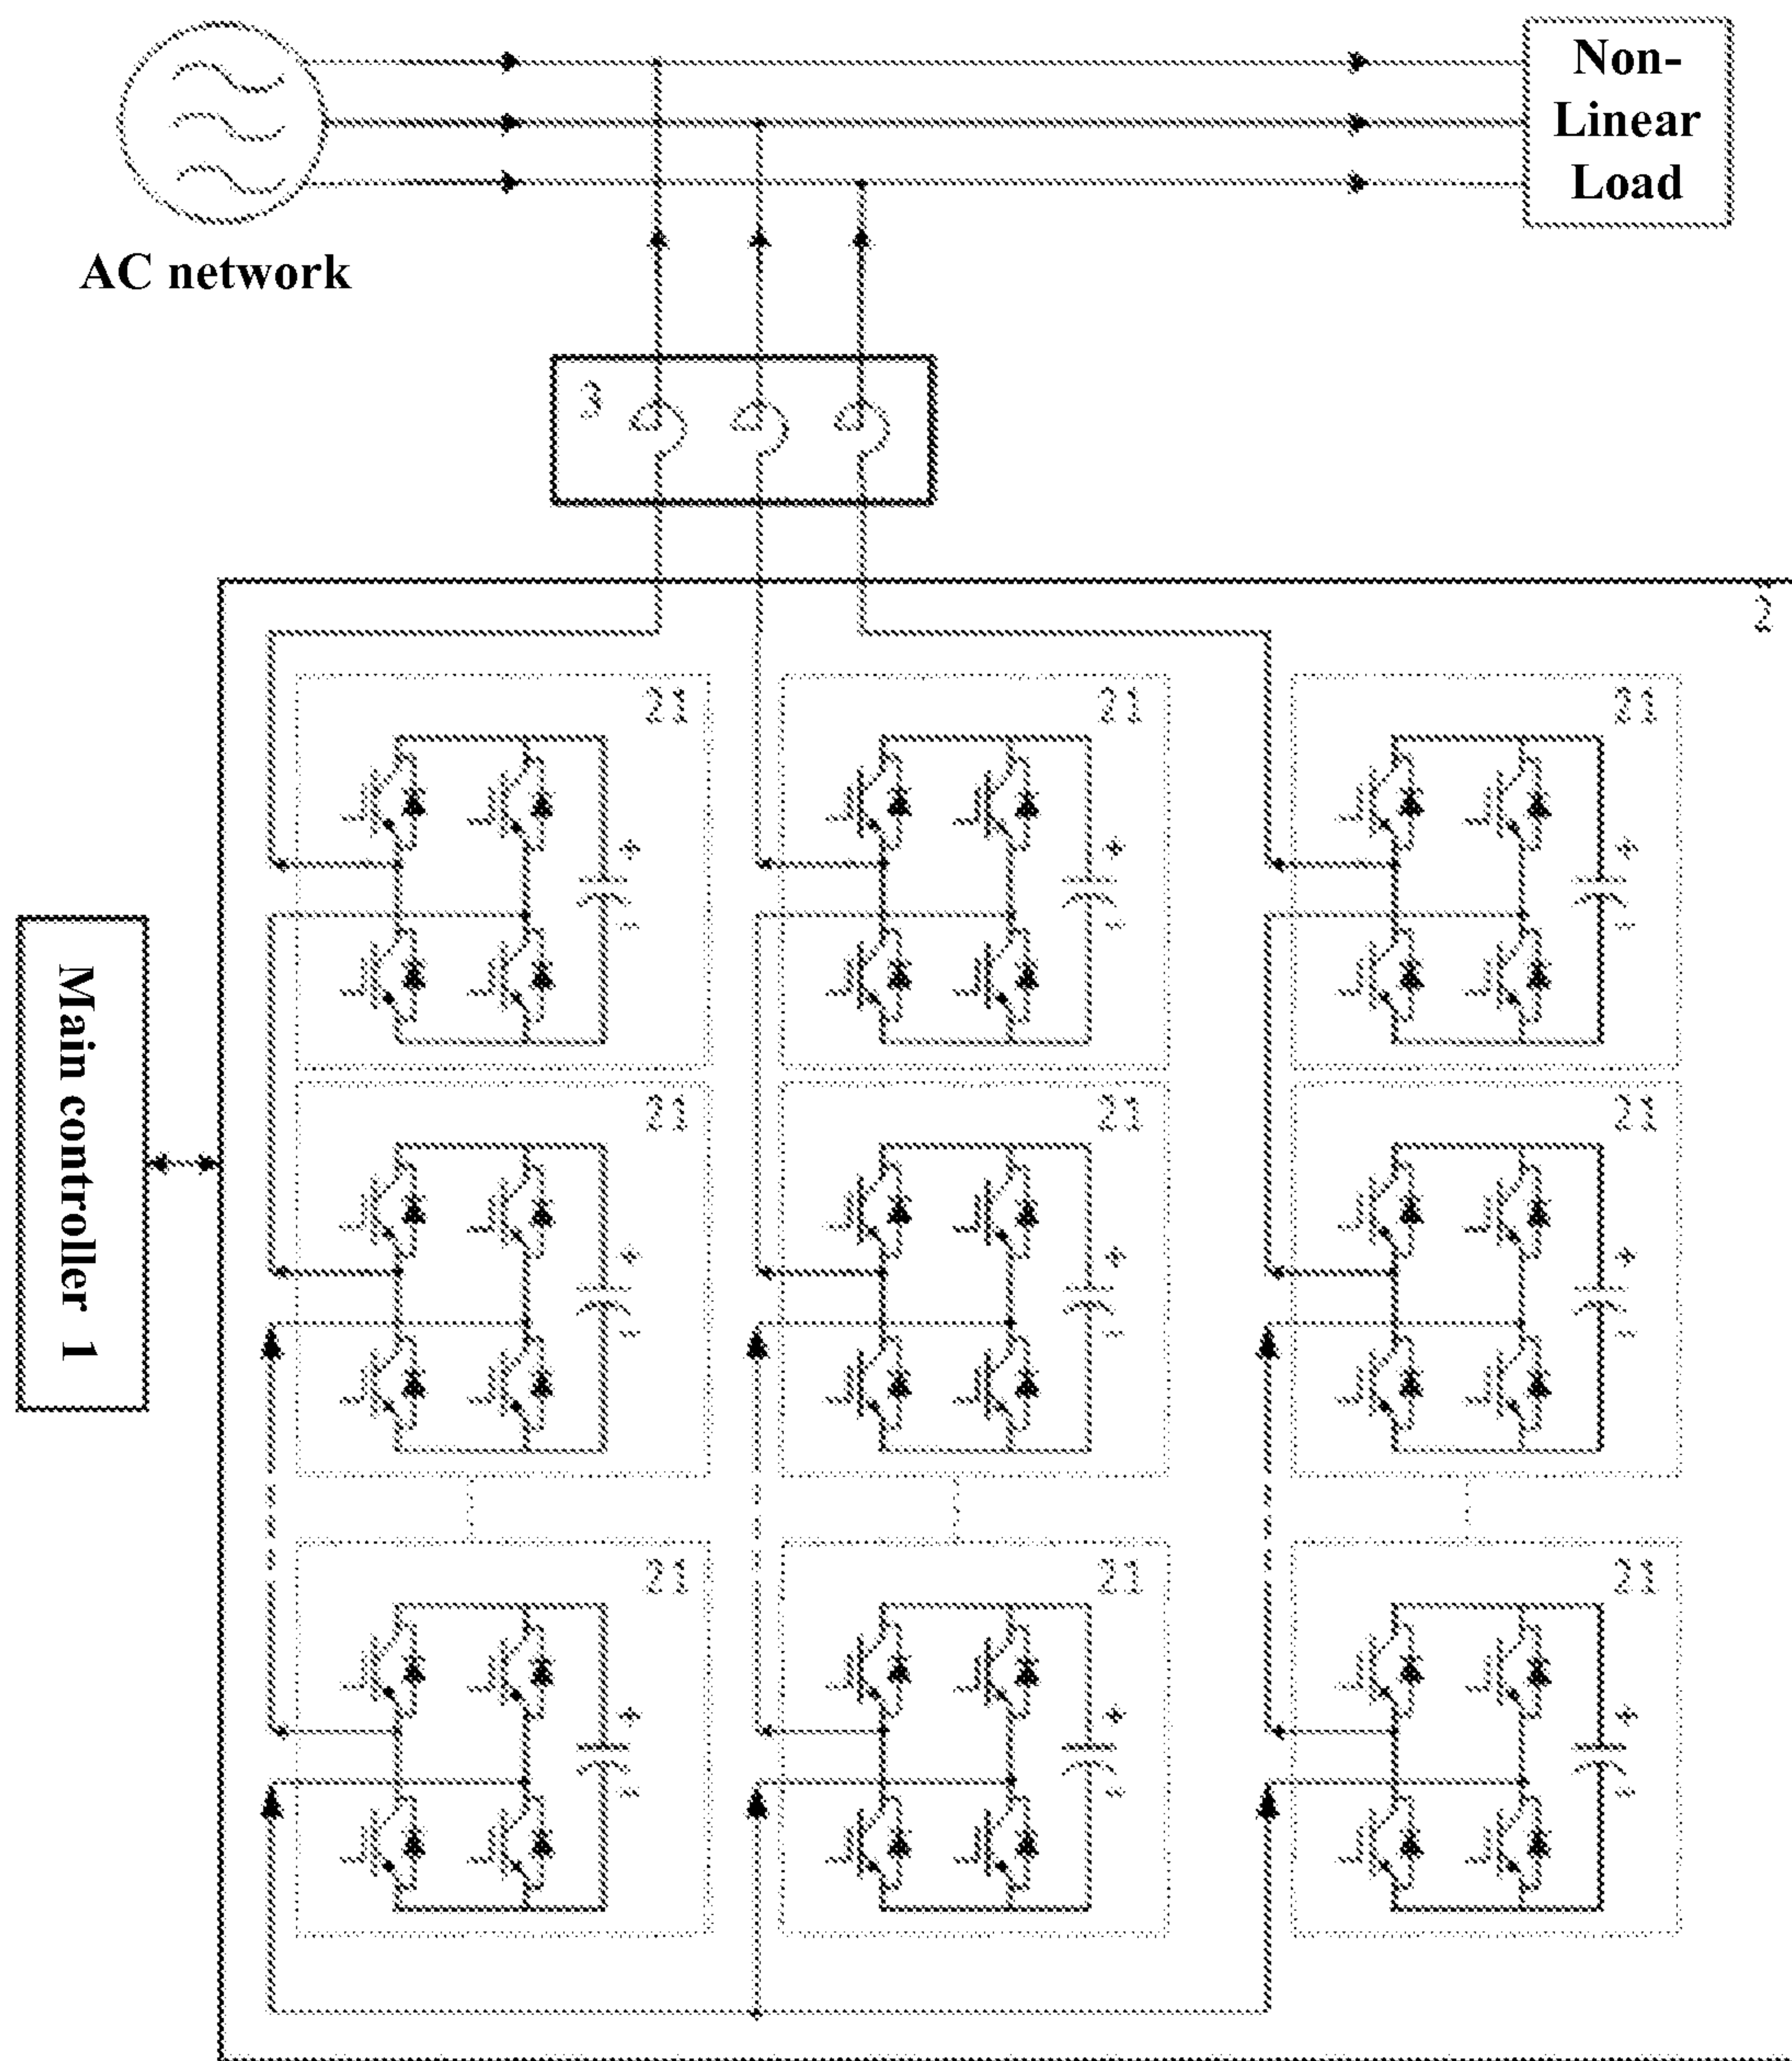 Non-
Linear
Load
AC network
3
2
21 21 21
+ + +
- - -
Main controller 1
21 21 21
+ + +
- - -
21 21 21
+ + +
- - -